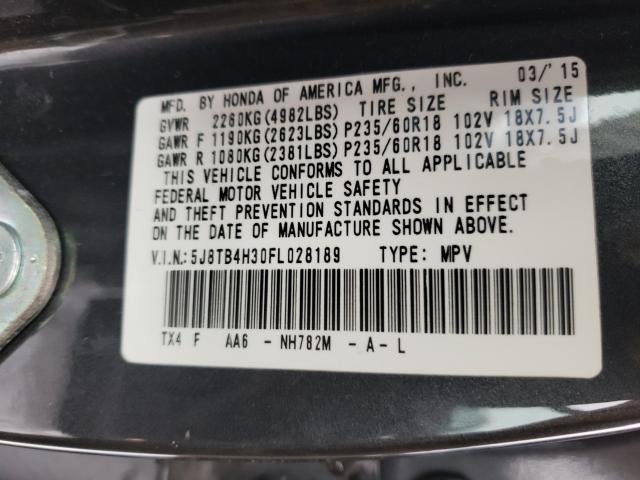 MFD. BY HONDA OF AMERICA MFG., INC. 03/'15
GVWR 2260KG(4982LBS) TIRE SIZE RIM SIZE
GAWR F 1190KG(2623LBS) P235/60R18 102V 18X7.5J
GAWR R 1080KG(2381LBS) P235/60R18 102V 18X7.5J
THIS VEHICLE CONFORMS TO ALL APPLICABLE
FEDERAL MOTOR VEHICLE SAFETY
AND THEFT PREVENTION STANDARDS IN EFFECT
ON THE DATE OF MANUFACTURE SHOWN ABOVE.
V.I.N.:5J8TB4H30FL028189 TYPE: MPV
TX4 F AA6 - NH782M - A - L